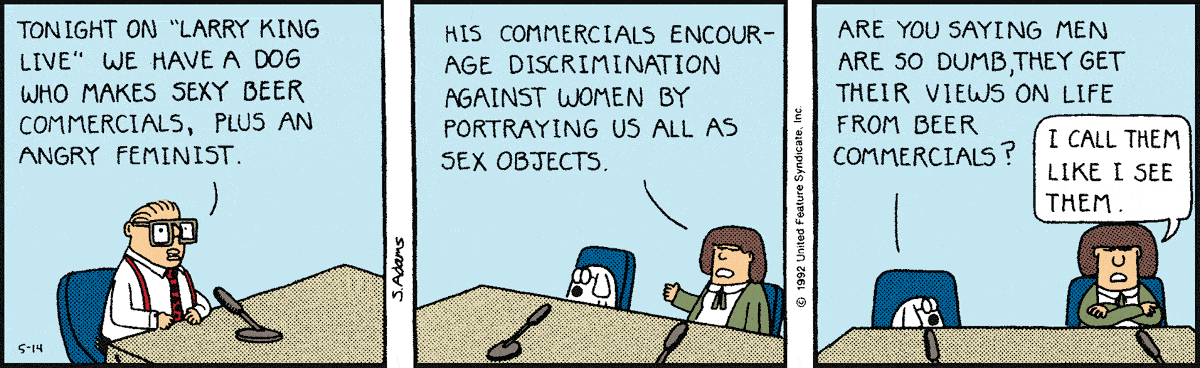 TONIGHT ON "LARRY KING
LIVE" WE HAVE A DOG
WHO MAKES SEXY BEER
COMMERCIALS, PLUS AN
ANGRY FEMINIST.
5-14
S.Adams
HIS COMMERCIALS ENCOUR-
AGE DISCRIMINATION
AGAINST WOMEN BY
PORTRAYING US ALL AS
SEX OBJECTS.
© 1992 United Feature Syndicate, Inc.
ARE YOU SAYING MEN
ARE SO DUMB, THEY GET
THEIR VIEWS ON LIFE
FROM BEER
COMMERCIALS?
I CALL THEM
LIKE I SEE
THEM.